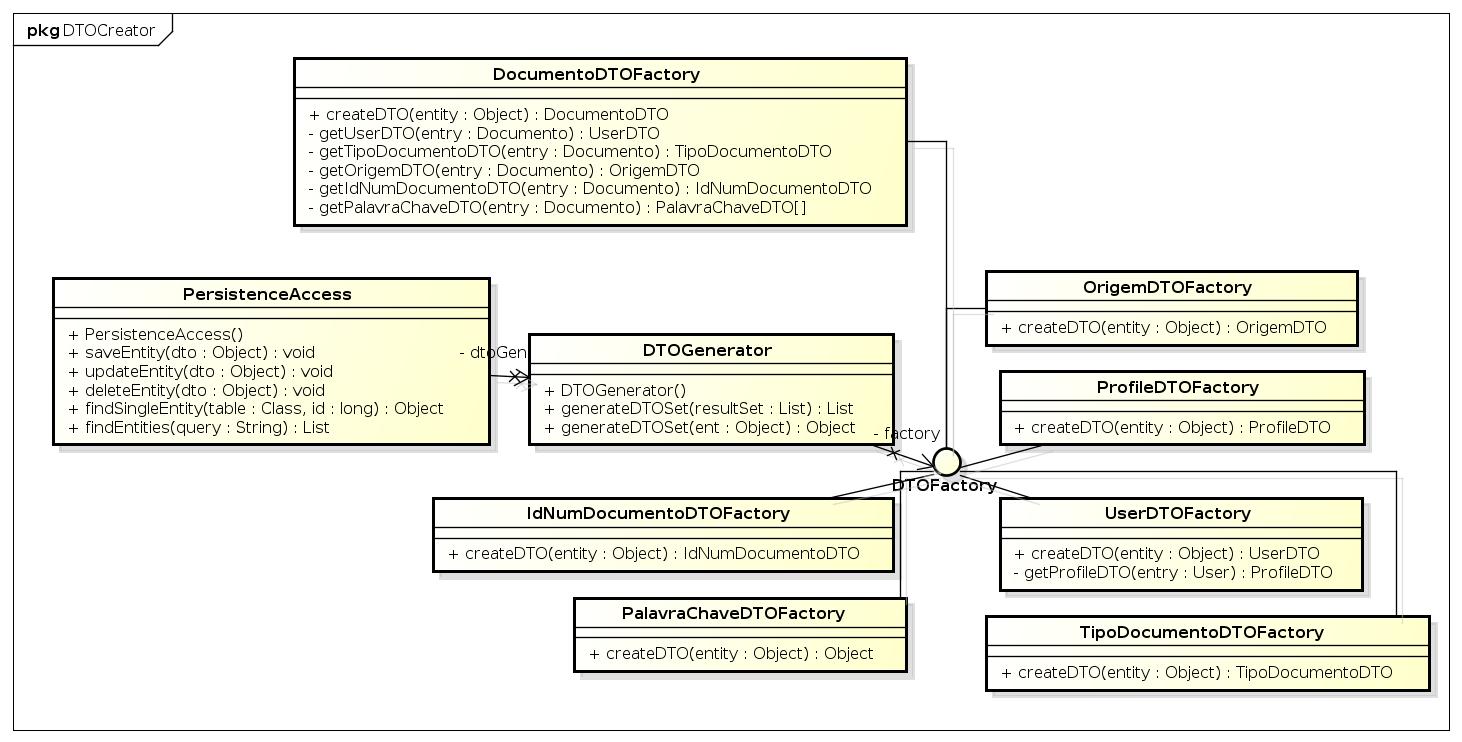 pkg DTOCreator
DocumentoDTOFactory
+ createDTO(entity : Object) : DocumentoDTO
- getUserDTO(entry : Documento) : UserDTO
- getTipoDocumentoDTO(entry : Documento) : TipoDocumentoDTO
- getOrigemDTO(entry : Documento) : OrigemDTO
- getIdNumDocumentoDTO(entry : Documento) : IdNumDocumentoDTO
- getPalavraChaveDTO(entry : Documento) : PalavraChaveDTO[]
PersistenceAccess
+ PersistenceAccess()
+ saveEntity(dto : Object) : void
+ updateEntity(dto : Object) : void
+ deleteEntity(dto : Object) : void
+ findSingleEntity(table : Class, id : long) : Object
+ findEntities(query : String) : List
- dtoGen
DTOGenerator
+ DTOGenerator()
+ generateDTOSet(resultSet : List) : List
+ generateDTOSet(ent : Object) : Object
- factory
DTOFactory
OrigemDTOFactory
+ createDTO(entity : Object) : OrigemDTO
ProfileDTOFactory
+ createDTO(entity : Object) : ProfileDTO
IdNumDocumentoDTOFactory
+ createDTO(entity : Object) : IdNumDocumentoDTO
UserDTOFactory
+ createDTO(entity : Object) : UserDTO
- getProfileDTO(entry : User) : ProfileDTO
PalavraChaveDTOFactory
+ createDTO(entity : Object) : Object
TipoDocumentoDTOFactory
+ createDTO(entity : Object) : TipoDocumentoDTO